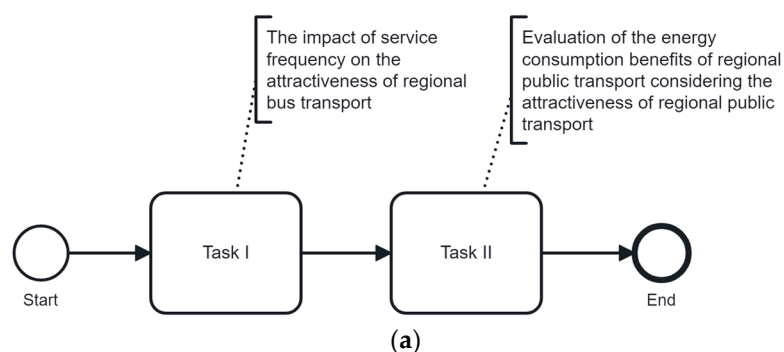 The impact of service
frequency on the
attractiveness of regional
bus transport
Evaluation of the energy
consumption benefits of regional
public transport considering the
attractiveness of regional public
transport
Task I
Task II
Start
End
(a)